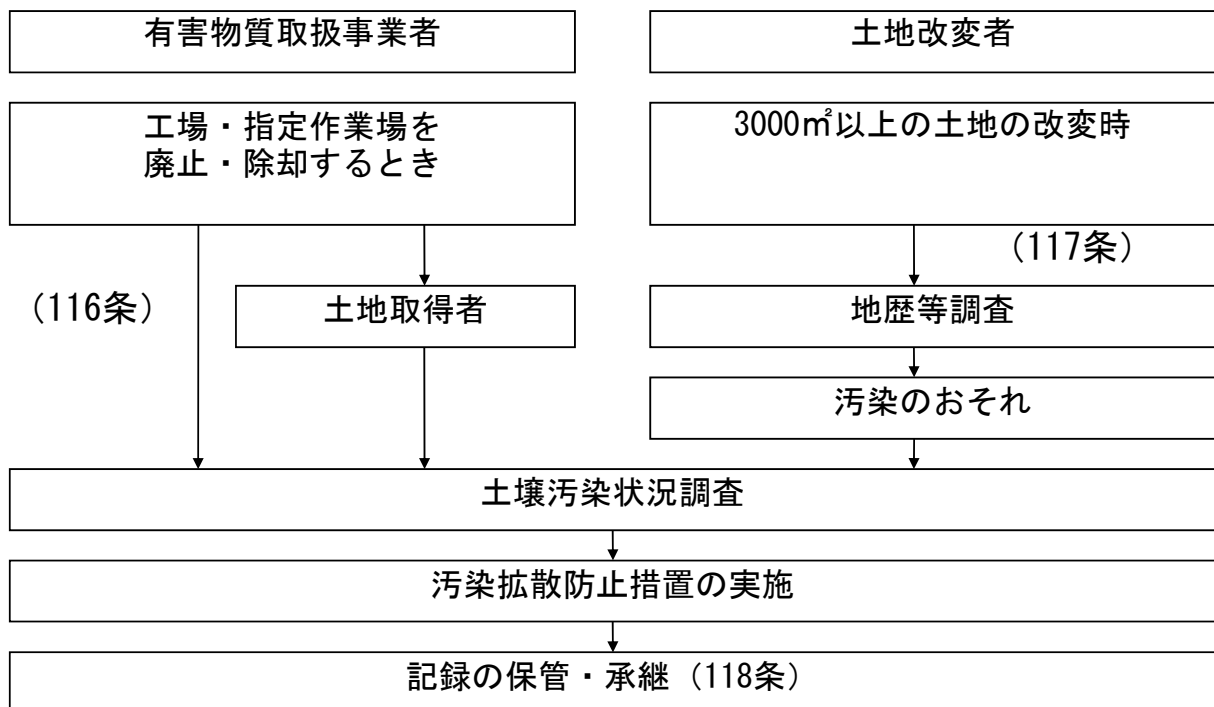 有害物質取扱事業者
土地改変者
工場・指定作業場を
廃止・除却するとき
3000㎡以上の土地の改変時
(116条)
(117条)
土地取得者
地歴等調査
汚染のおそれ
土壌汚染状況調査
汚染拡散防止措置の実施
記録の保管・承継 (118条)